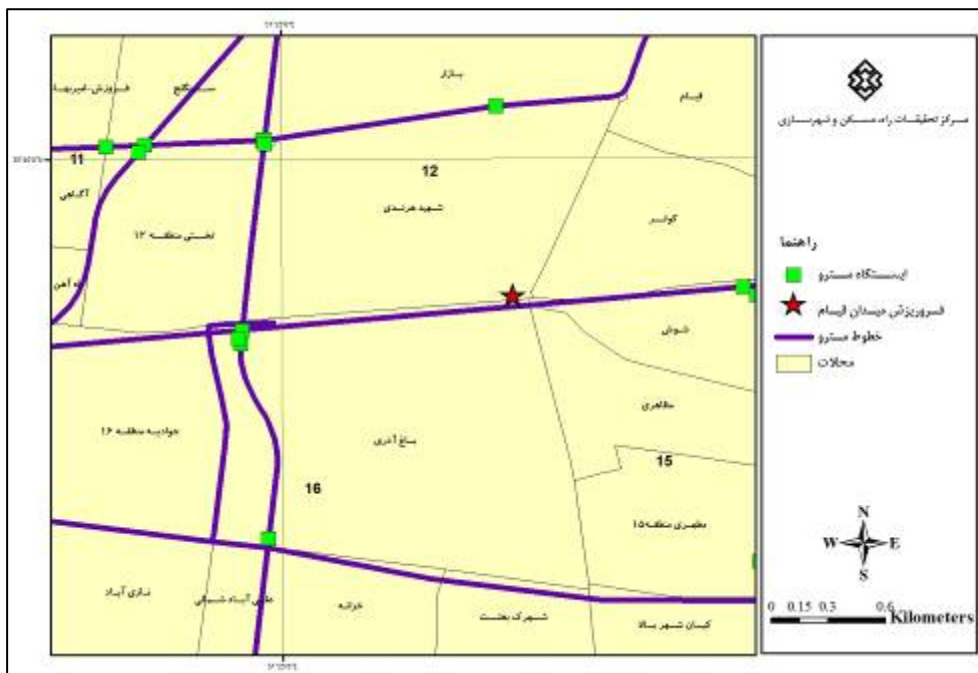 بازار
سنگلج
قیام
مرکز تحقیقات راه، مسکن و شهرسازی
11
12
آگاهی
شهید هرندی
کوثر
تختی منطقه ۱۲
راهنما
ایستگاه مترو
فروریزش میدان قیام
خطوط مترو
محلات
شوش
مظاهری
جوادیه منطقه ۱۶
باغ آذری
15
16
مطهری منطقه ۱۵
N
W
E
S
نازی آباد
خزانه
شهرک بعثت
کیان شهر بالا
0 0.15 0.3 0.6
Kilometers